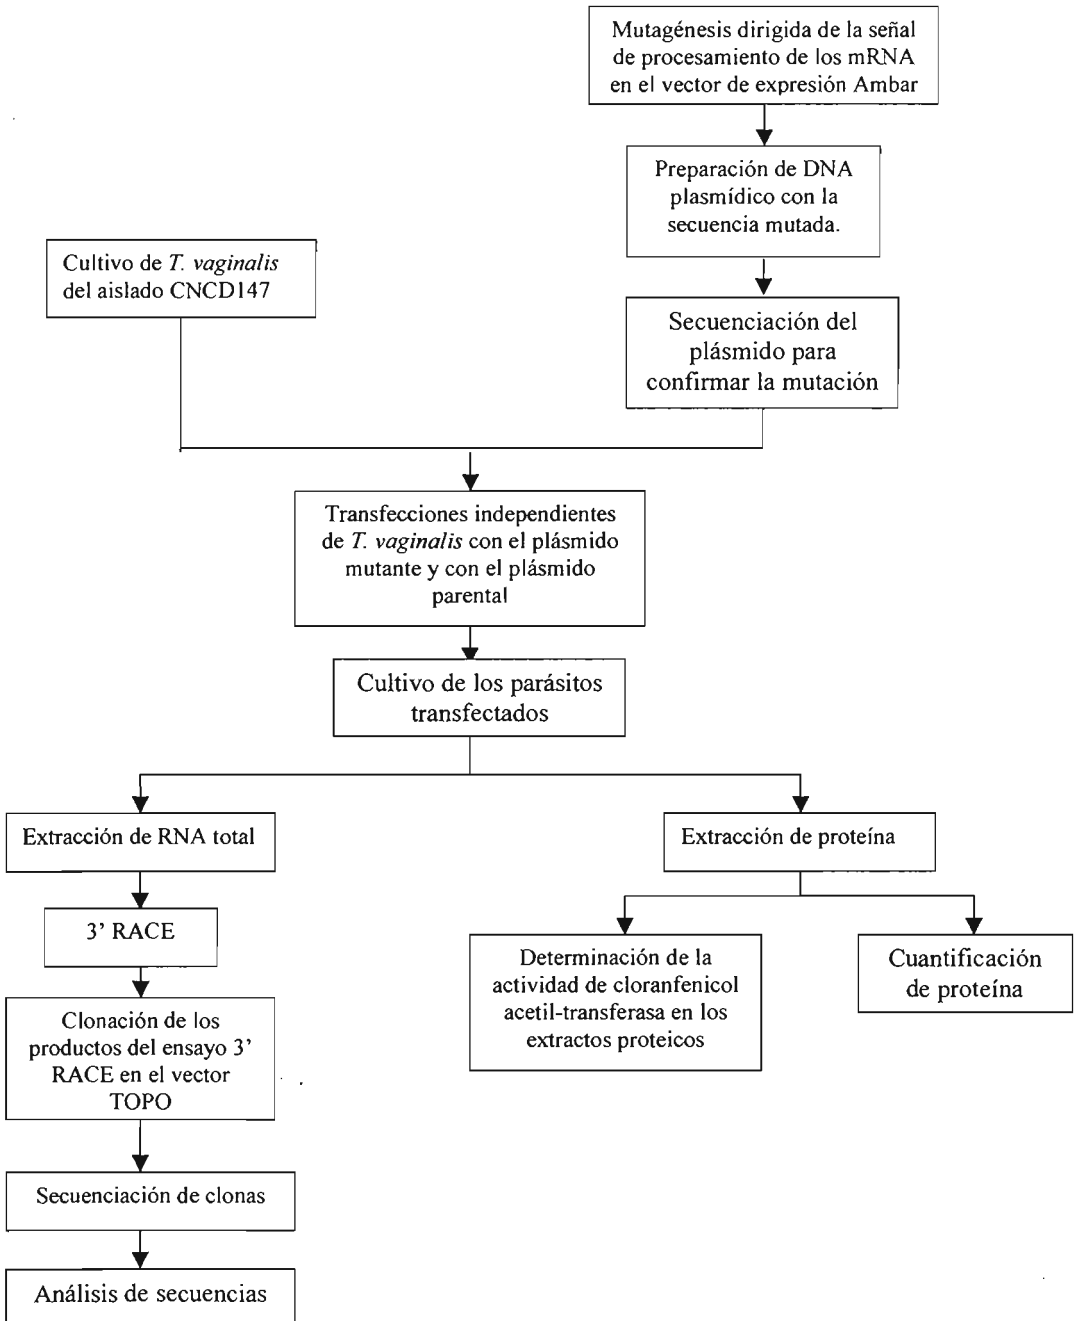 Mutagénesis dirigida de la señal
de procesamiento de los mRNA
en el vector de expresión Ambar
Preparación de DNA
plasmídico con la
secuencia mutada.
Cultivo de T. vaginalis
del aislado CNCD147
Secuenciación del
plásmido para
confirmar la mutación
Transfecciones independientes
de T. vaginalis con el plásmido
mutante y con el plásmido
parental
Cultivo de los parásitos
transfectados
Extracción de RNA total
Extracción de proteína
3’ RACE
Determinación de la
actividad de cloranfenicol
acetil-transferasa en los
extractos proteicos
Cuantificación
de proteína
Clonación de los
productos del ensayo 3’
RACE en el vector
TOPO
Secuenciación de clonas
Análisis de secuencias